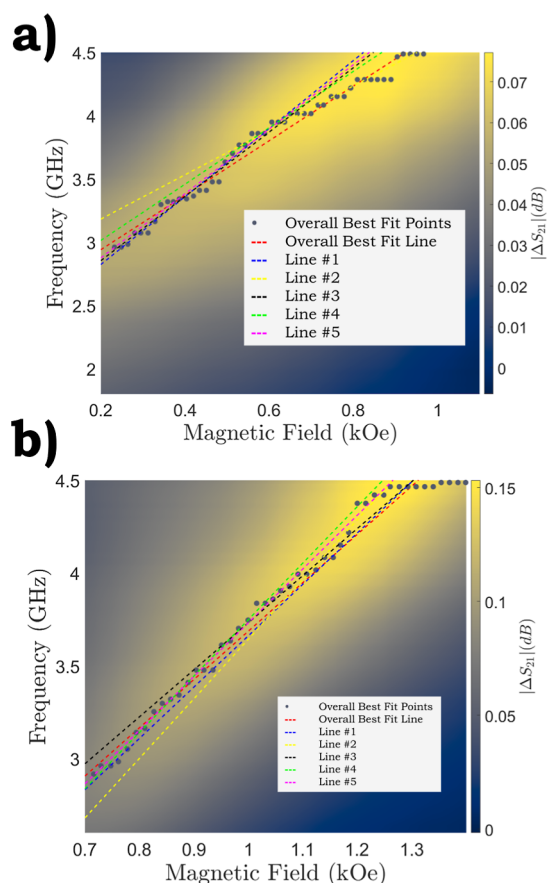 a)
4.5
4
3.5
3
2.5
2
Frequency (GHz)
0.2
0.4
0.6
0.8
1
Magnetic Field (kOe)
Overall Best Fit Points
Overall Best Fit Line
Line #1
Line #2
Line #3
Line #4
Line #5
0.07
0.06
0.04
0.03
0.01
0
|ΔS₂₁|(dB)
b)
4.5
4
3.5
3
Frequency (GHz)
0.7
0.8
0.9
1
1.1
1.2
1.3
Magnetic Field (kOe)
Overall Best Fit Points
Overall Best Fit Line
Line #1
Line #2
Line #3
Line #4
Line #5
0.15
0.1
0.05
0
|ΔS₂₁|(dB)